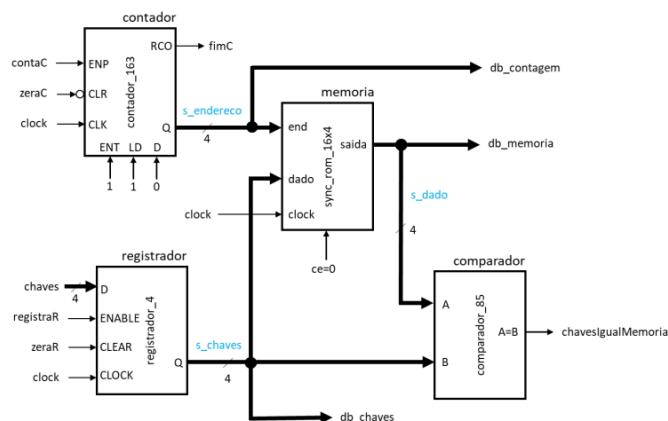 contador
RCO
fimC
contaC
ENP
contador_163
zeraC
CLR
clock
CLK
Q
ENT
LD
D
1
1
0
s_endereco
4
db_contagem
memoria
end
saida
dado
sync_rom_16x4
clock
clock
ce=0
db_memoria
s_dado
4
registrador
chaves
4
D
registraR
ENABLE
registrador_4
zeraR
CLEAR
Q
clock
CLOCK
s_chaves
4
db_chaves
comparador
A
comparador_85
A=B
B
chavesIgualMemoria